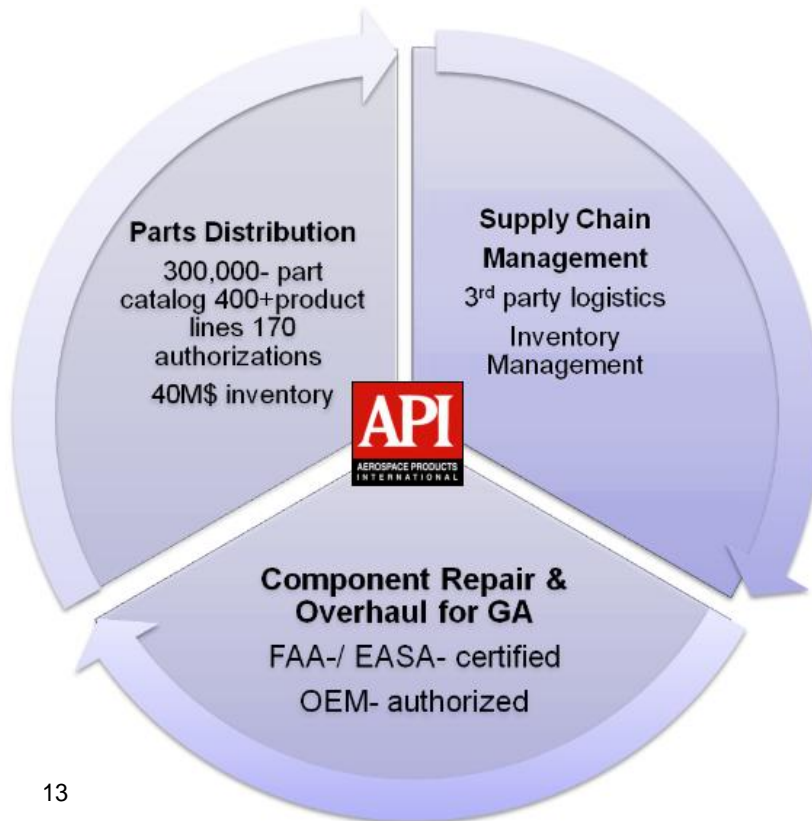 Parts Distribution
300,000- part
catalog 400+product
lines 170
authorizations
40M$ inventory
Supply Chain
Management
3rd party logistics
Inventory
Management
API
AEROSPACE PRODUCTS
INTERNATIONAL
Component Repair &
Overhaul for GA
FAA-/ EASA- certified
OEM- authorized
13